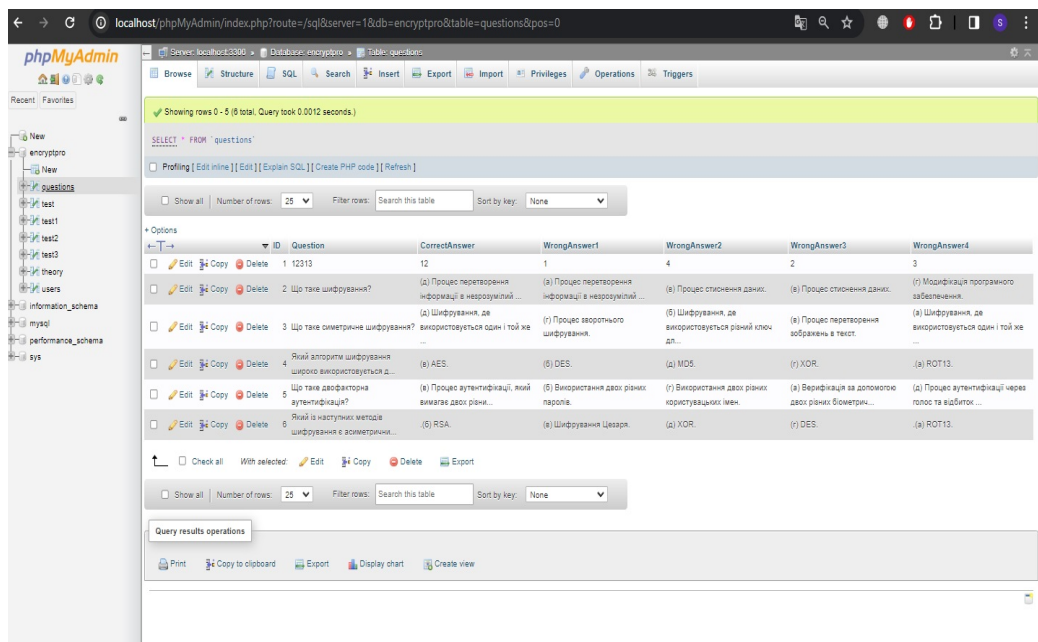 localhost/phpMyAdmin/index.php?route=/sql&server=1&db=encryptpro&table=questions&pos=0
S
phpMyAdmin
Recent Favorites
New
encryptpro
New
questions
test
test1
test2
test3
theory
users
information_schema
mysql
performance_schema
sys
Server: localhost:3306 » Database: encryptpro » Table: questions
Browse Structure SQL Search Insert Export Import Privileges Operations Triggers
Showing rows 0 - 5 (6 total, Query took 0.0012 seconds.)
SELECT * FROM `questions`
Profiling [ Edit inline ] [ Edit ] [ Explain SQL ] [ Create PHP code ] [ Refresh ]
Show all Number of rows: 25 Filter rows: Search this table Sort by key: None
+ Options
ID Question CorrectAnswer WrongAnswer1 WrongAnswer2 WrongAnswer3 WrongAnswer4
Edit Copy Delete 1 12313 12 1 4 2 3
Edit Copy Delete 2 Що таке шифрування? (д) Процес перетворення (а) Процес перетворення (в) Процес стиснення даних. (в) Процес стиснення даних. (г) Модифікація програмного
інформації в незрозумілий ... інформації в незрозумілий ... забезпечення.
Edit Copy Delete 3 Що таке симетричне шифрування? (д) Шифрування, де (г) Процес зворотнього (б) Шифрування, де (в) Процес перетворення (а) Шифрування, де
використовується один і той же шифрування. використовується різний ключ зображень в текст. використовується один і той же
... дл... ...
Edit Copy Delete 4 Який алгоритм шифрування (в) AES. (б) DES. (д) MD5. (г) XOR. .(а) ROT13.
широко використовується д...
Edit Copy Delete 5 Що таке двофакторна (в) Процес аутентифікації, який (б) Використання двох різних (г) Використання двох різних (а) Верифікація за допомогою (д) Процес аутентифікації через
аутентифікація? вимагає двох різни... паролів. користувацьких імен. двох різних біометрич... голос та відбиток ...
Edit Copy Delete 6 Який із наступних методів .(б) RSA. (в) Шифрування Цезаря. (д) XOR. (г) DES. .(а) ROT13.
шифрування є асиметрични...
Check all With selected: Edit Copy Delete Export
Show all Number of rows: 25 Filter rows: Search this table Sort by key: None
Query results operations
Print Copy to clipboard Export Display chart Create view